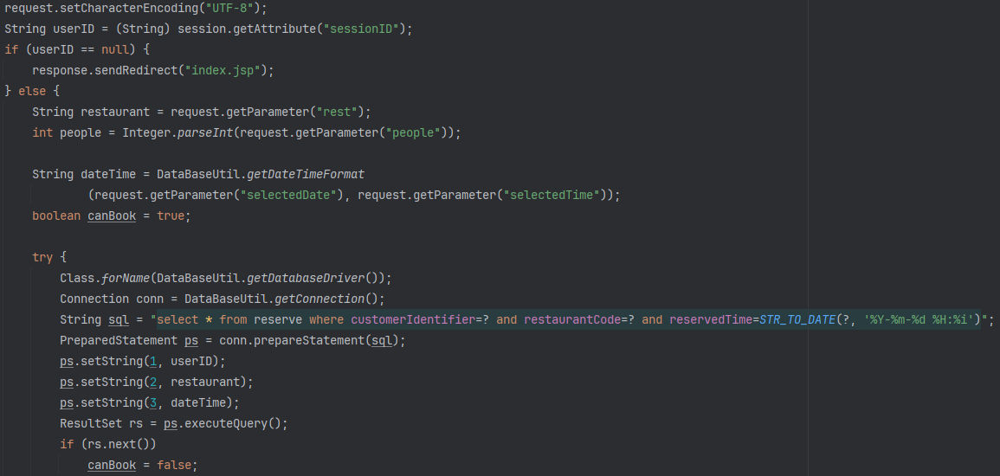 request.setCharacterEncoding("UTF-8");
String userID = (String) session.getAttribute("sessionID");
if (userID == null) {
    response.sendRedirect("index.jsp");
} else {
    String restaurant = request.getParameter("rest");
    int people = Integer.parseInt(request.getParameter("people"));
    String dateTime = DataBaseUtil.getDateTimeFormat
            (request.getParameter("selectedDate"), request.getParameter("selectedTime"));
    boolean canBook = true;
    try {
        Class.forName(DataBaseUtil.getDatabaseDriver());
        Connection conn = DataBaseUtil.getConnection();
        String sql = "select * from reserve where customerIdentifier=? and restaurantCode=? and reservedTime=STR_TO_DATE(?, '%Y-%m-%d %H:%i')";
        PreparedStatement ps = conn.prepareStatement(sql);
        ps.setString(1, userID);
        ps.setString(2, restaurant);
        ps.setString(3, dateTime);
        ResultSet rs = ps.executeQuery();
        if (rs.next())
            canBook = false;